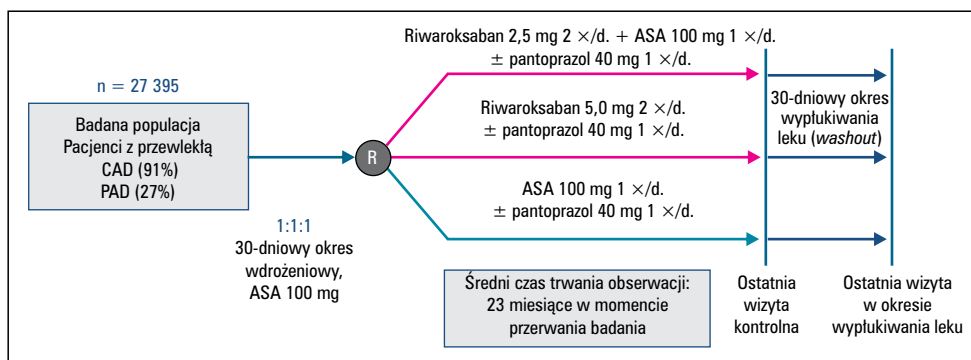 n = 27 395
Badana populacja
Pacjenci z przewlekłą
CAD (91%)
PAD (27%)
1:1:1
30-dniowy okres
wdrożeniowy,
ASA 100 mg
R
Riwaroksaban 2,5 mg 2 ×/d. + ASA 100 mg 1 ×/d.
± pantoprazol 40 mg 1 ×/d.
Riwaroksaban 5,0 mg 2 ×/d.
± pantoprazol 40 mg 1 ×/d.
ASA 100 mg 1 ×/d.
± pantoprazol 40 mg 1 ×/d.
30-dniowy okres
wypłukiwania
leku (washout)
Średni czas trwania obserwacji:
23 miesiące w momencie
przerwania badania
Ostatnia
wizyta
kontrolna
Ostatnia wizyta
w okresie
wypłukiwania leku